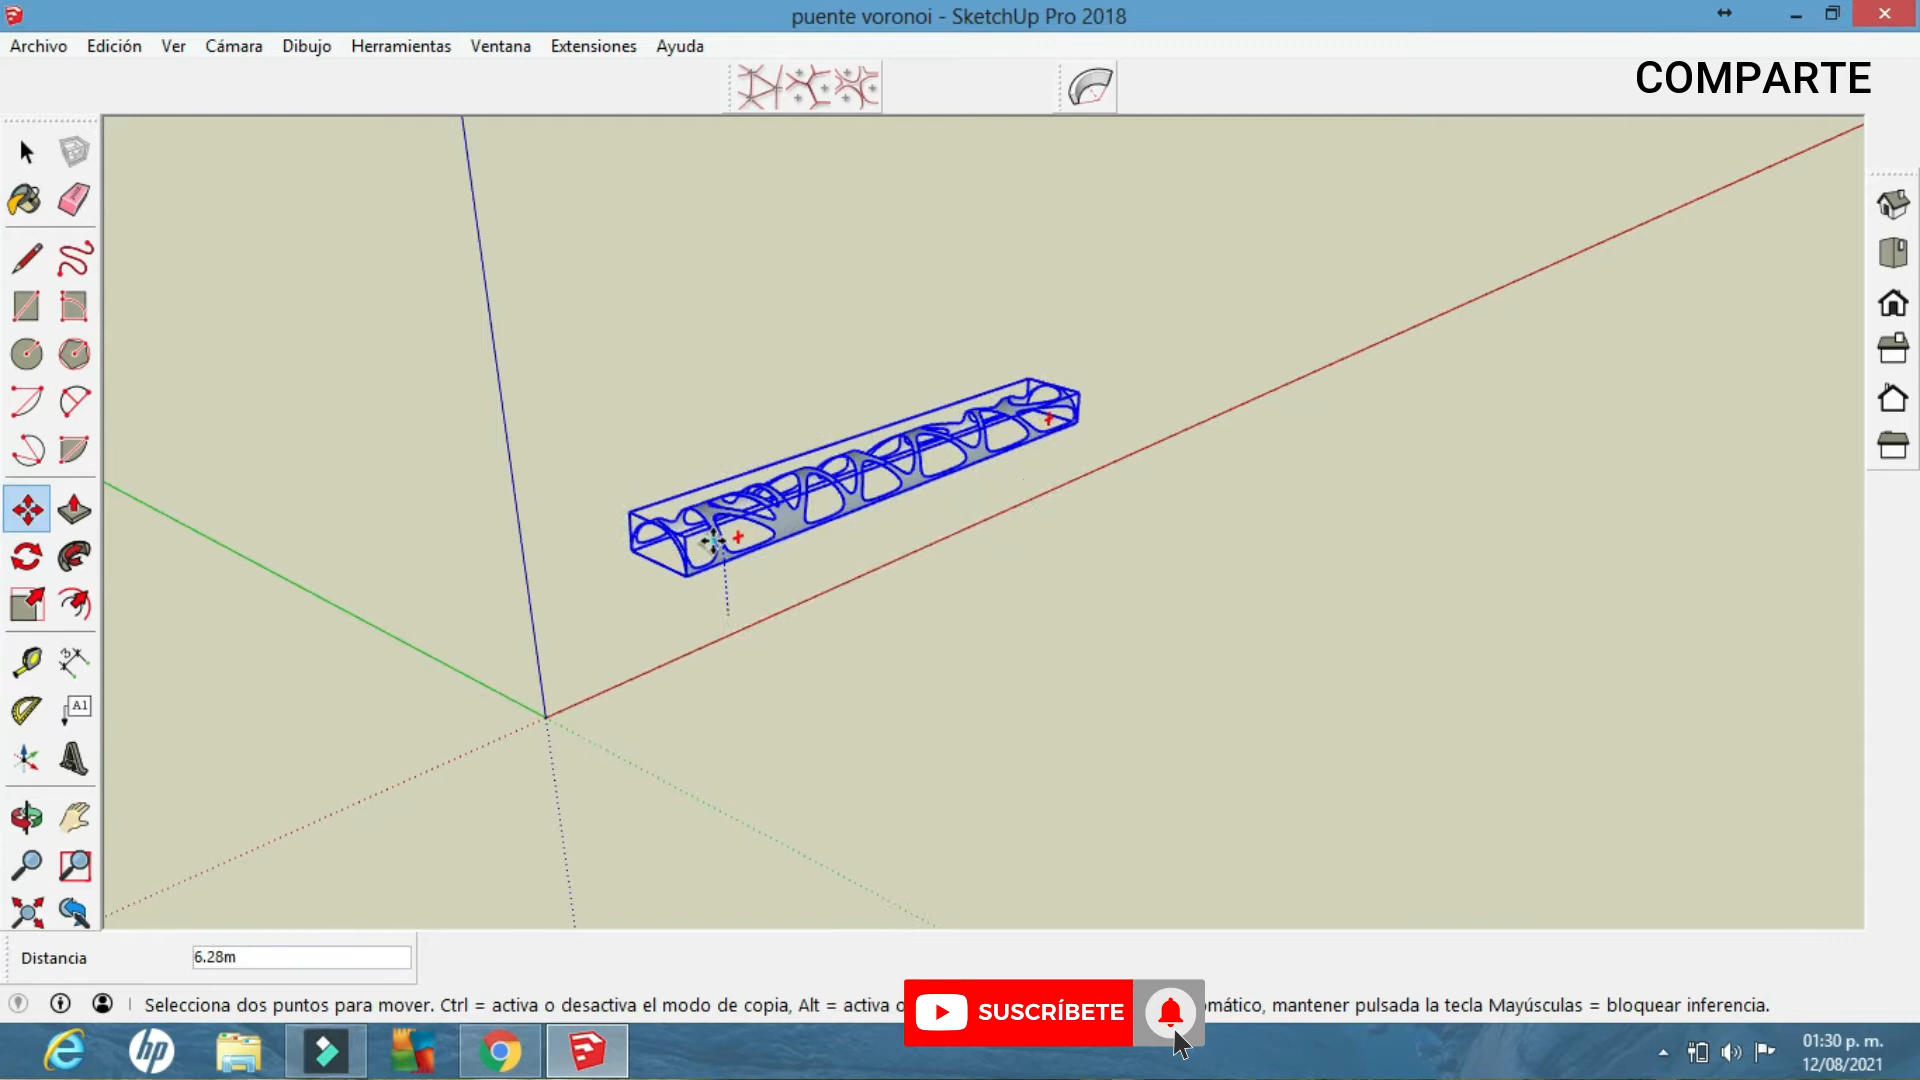 puente voronoi - SketchUp Pro 2018
Archivo Edición Ver Cámara Dibujo Herramientas Ventana Extensiones Ayuda
COMPARTE
A1
Distancia 6.28m
Selecciona dos puntos para mover. Ctrl = activa o desactiva el modo de copia, Alt = activa o
mático, mantener pulsada la tecla Mayúsculas = bloquear inferencia.
SUSCRÍBETE
hp
01:30 p. m.
12/08/2021